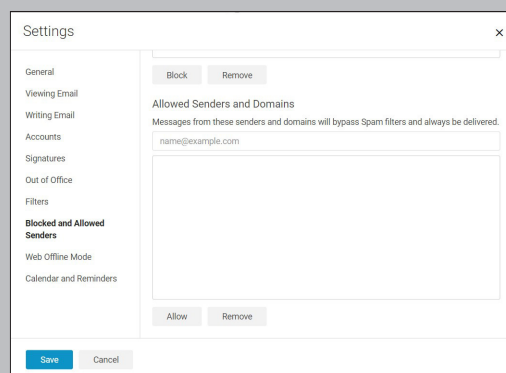 Settings
×
General
Viewing Email
Writing Email
Accounts
Signatures
Out of Office
Filters
Blocked and Allowed
Senders
Web Offline Mode
Calendar and Reminders
Block Remove
Allowed Senders and Domains
Messages from these senders and domains will bypass Spam filters and always be delivered.
name@example.com
Allow Remove
Save Cancel